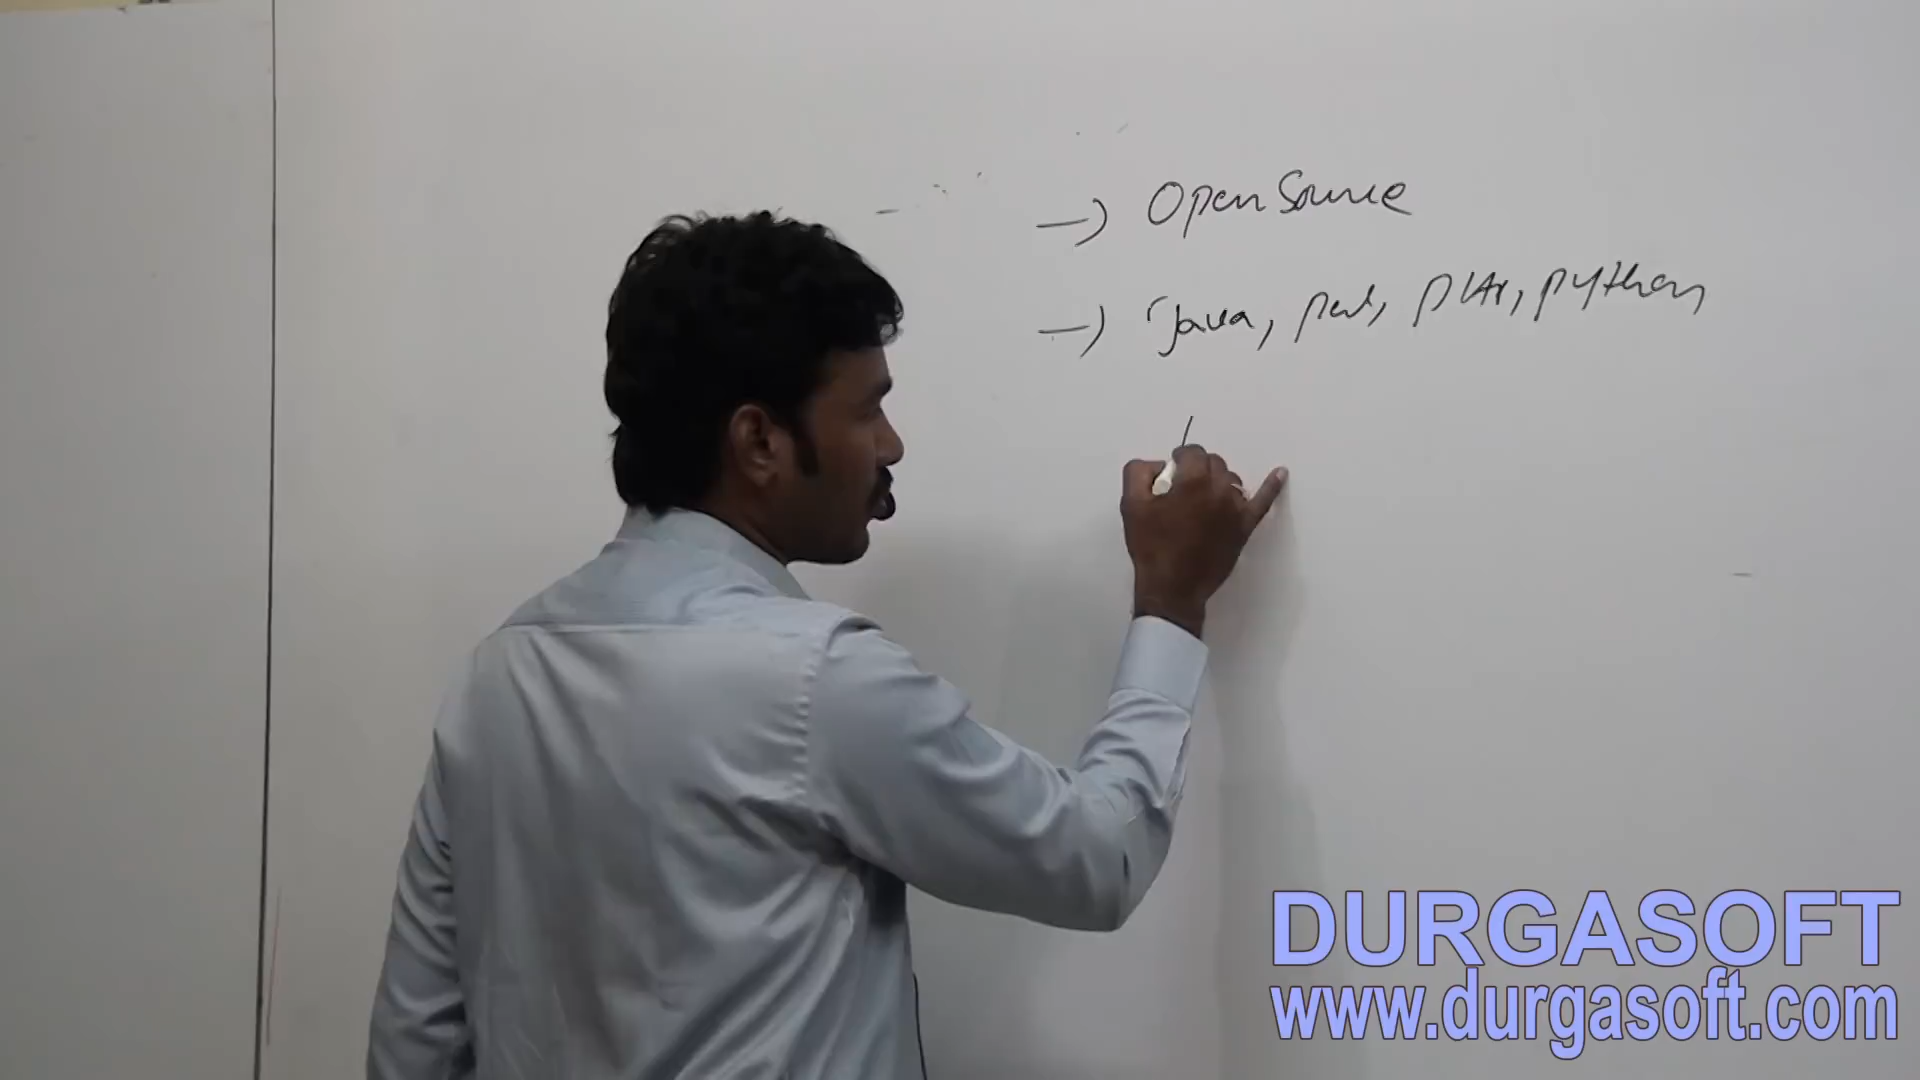 → Open Source
→ Java, perl, PHP, python,
DURGASOFT
www.durgasoft.com